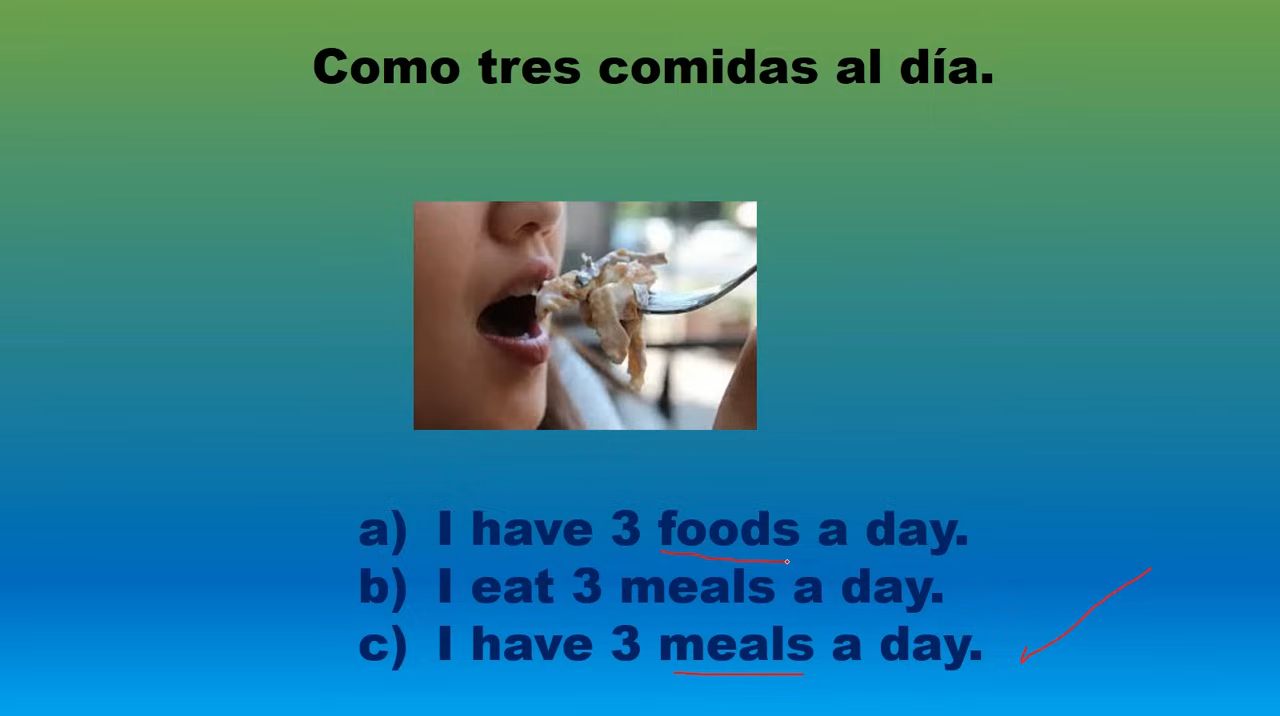 Como tres comidas al día.
a) I have 3 foods a day.
b) I eat 3 meals a day.
c) I have 3 meals a day.